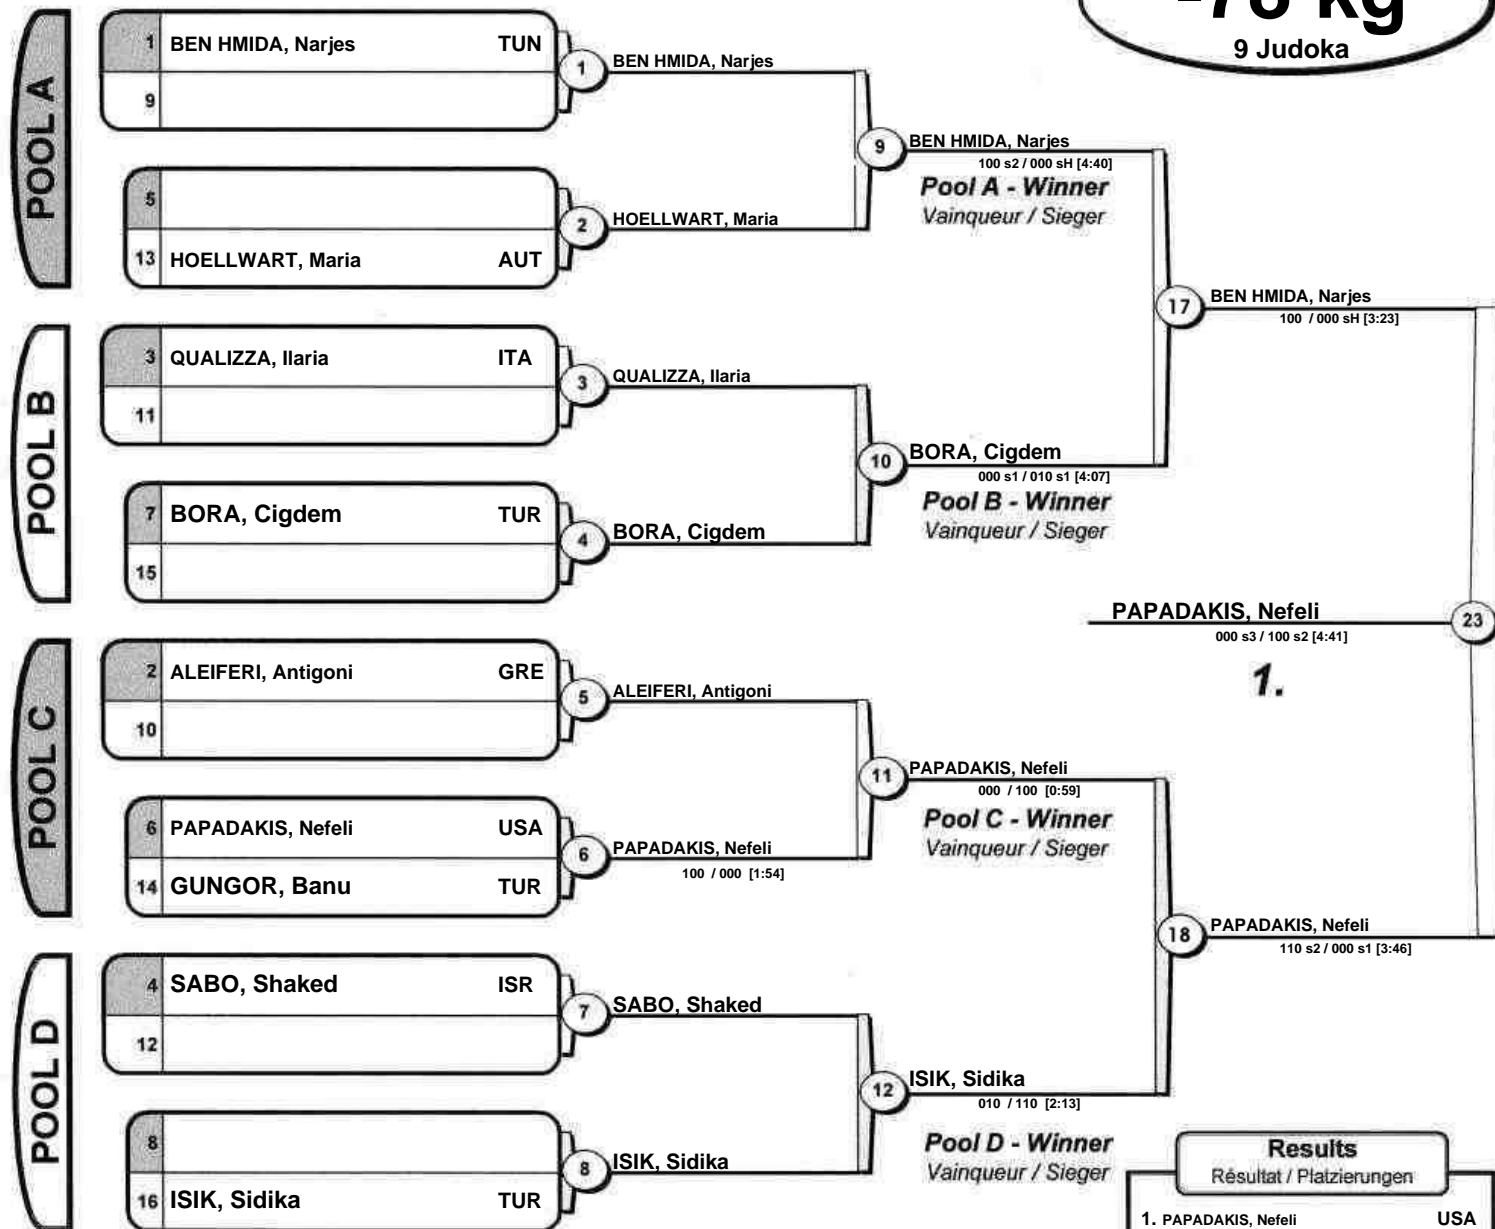 -78 kg
9 Judoka
POOL A
1 BEN HMIDA, Narjes TUN
9
1 BEN HMIDA, Narjes
5
13 HOELLWART, Maria AUT
2 HOELLWART, Maria
9 BEN HMIDA, Narjes
100 s2 / 000 sH [4:40]
Pool A - Winner
Vainqueur / Sieger
POOL B
3 QUALIZZA, Ilaria ITA
11
3 QUALIZZA, Ilaria
7 BORA, Cigdem TUR
15
4 BORA, Cigdem
10 BORA, Cigdem
000 s1 / 010 s1 [4:07]
Pool B - Winner
Vainqueur / Sieger
17 BEN HMIDA, Narjes
100 / 000 sH [3:23]
PAPADAKIS, Nefeli 23
000 s3 / 100 s2 [4:41]
1.
POOL C
2 ALEIFERI, Antigoni GRE
10
5 ALEIFERI, Antigoni
6 PAPADAKIS, Nefeli USA
14 GUNGOR, Banu TUR
6 PAPADAKIS, Nefeli
100 / 000 [1:54]
11 PAPADAKIS, Nefeli
000 / 100 [0:59]
Pool C - Winner
Vainqueur / Sieger
POOL D
4 SABO, Shaked ISR
12
7 SABO, Shaked
8
16 ISIK, Sidika TUR
8 ISIK, Sidika
12 ISIK, Sidika
010 / 110 [2:13]
Pool D - Winner
Vainqueur / Sieger
18 PAPADAKIS, Nefeli
110 s2 / 000 s1 [3:46]
Results
Résultat / Platzierungen
1. PAPADAKIS, Nefeli USA